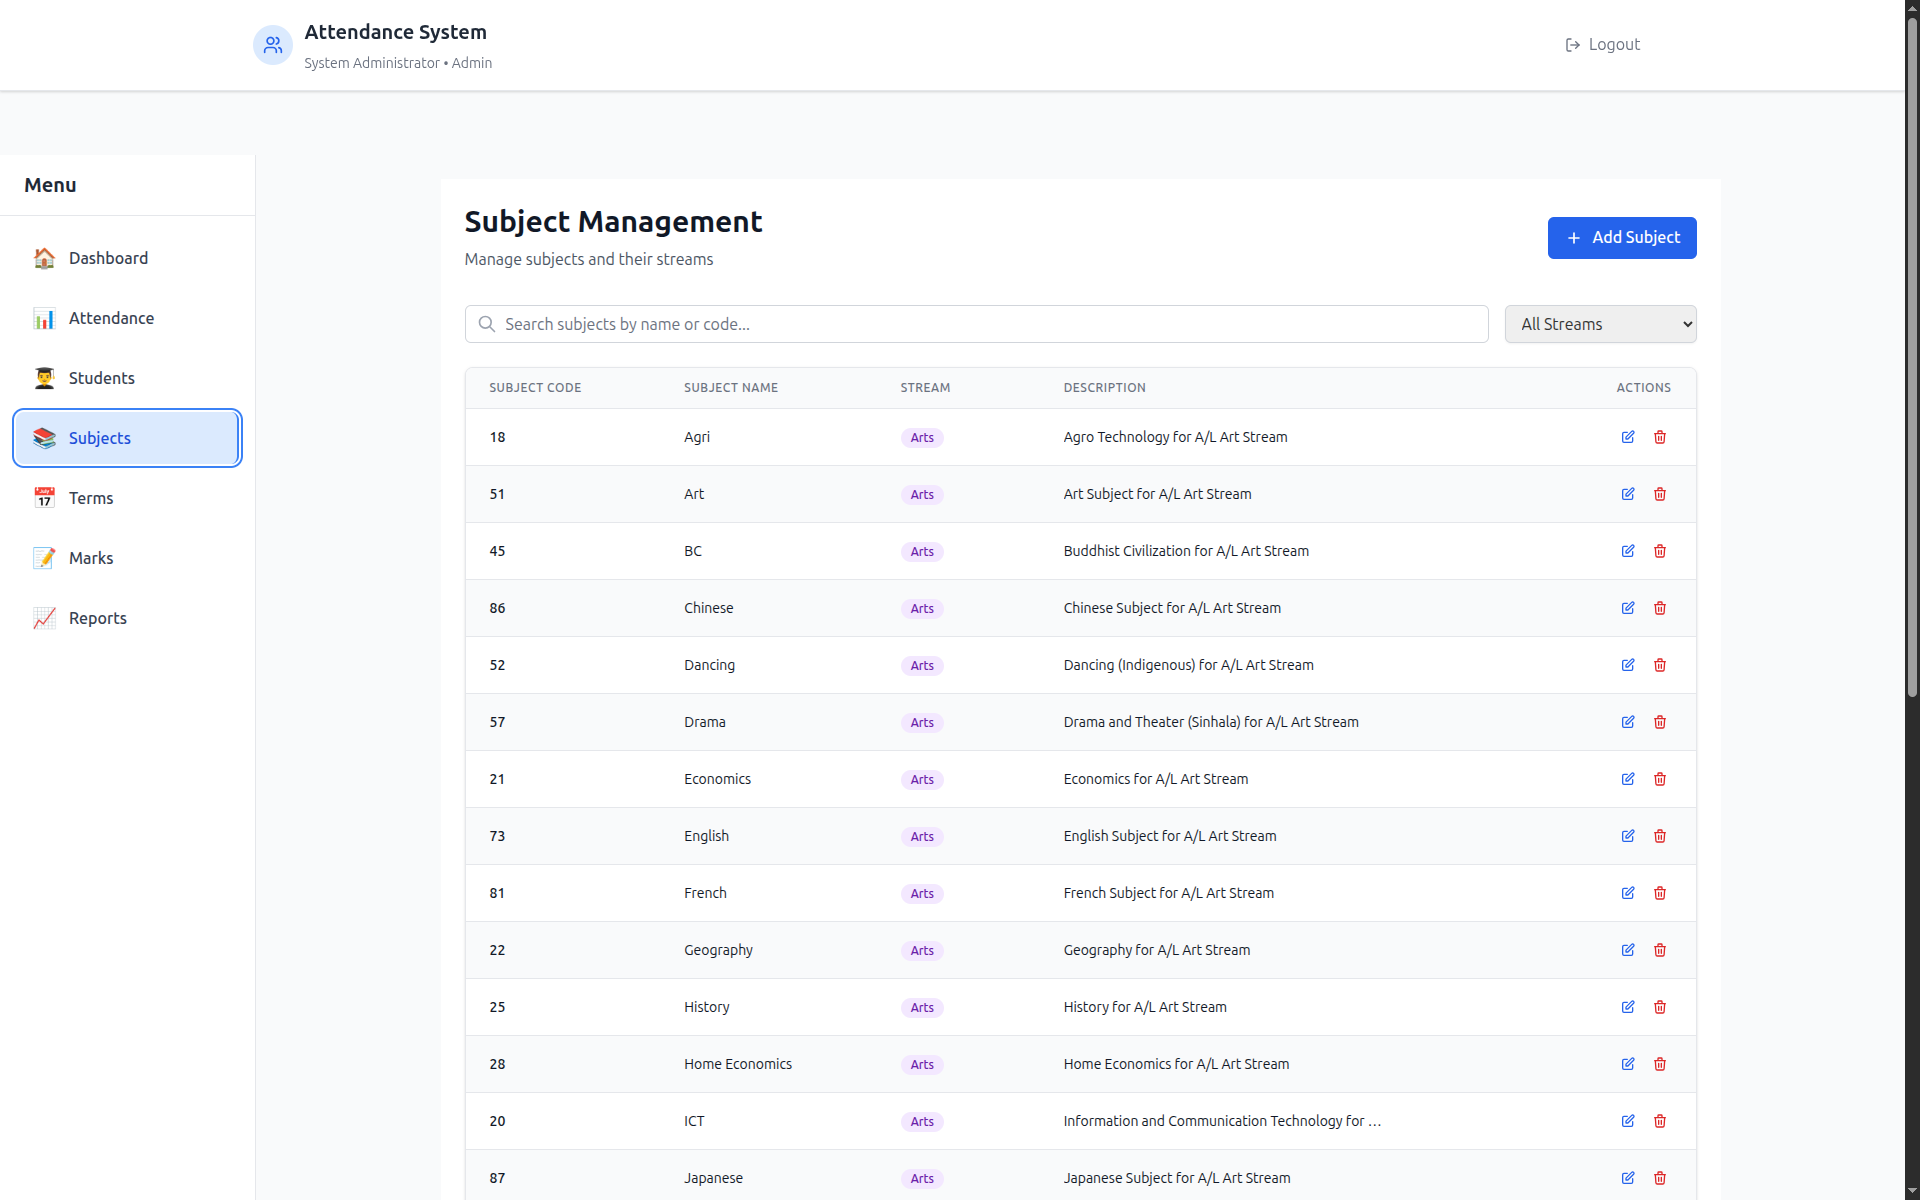 Attendance System
System Administrator • Admin
Logout
Menu
Dashboard
Attendance
Students
Subjects
Terms
Marks
Reports
Subject Management
Manage subjects and their streams
Add Subject
Search subjects by name or code...
All Streams
SUBJECT CODE SUBJECT NAME STREAM DESCRIPTION ACTIONS
18 Agri Arts Agro Technology for A/L Art Stream
51 Art Arts Art Subject for A/L Art Stream
45 BC Arts Buddhist Civilization for A/L Art Stream
86 Chinese Arts Chinese Subject for A/L Art Stream
52 Dancing Arts Dancing (Indigenous) for A/L Art Stream
57 Drama Arts Drama and Theater (Sinhala) for A/L Art Stream
21 Economics Arts Economics for A/L Art Stream
73 English Arts English Subject for A/L Art Stream
81 French Arts French Subject for A/L Art Stream
22 Geography Arts Geography for A/L Art Stream
25 History Arts History for A/L Art Stream
28 Home Economics Arts Home Economics for A/L Art Stream
20 ICT Arts Information and Communication Technology for …
87 Japanese Arts Japanese Subject for A/L Art Stream